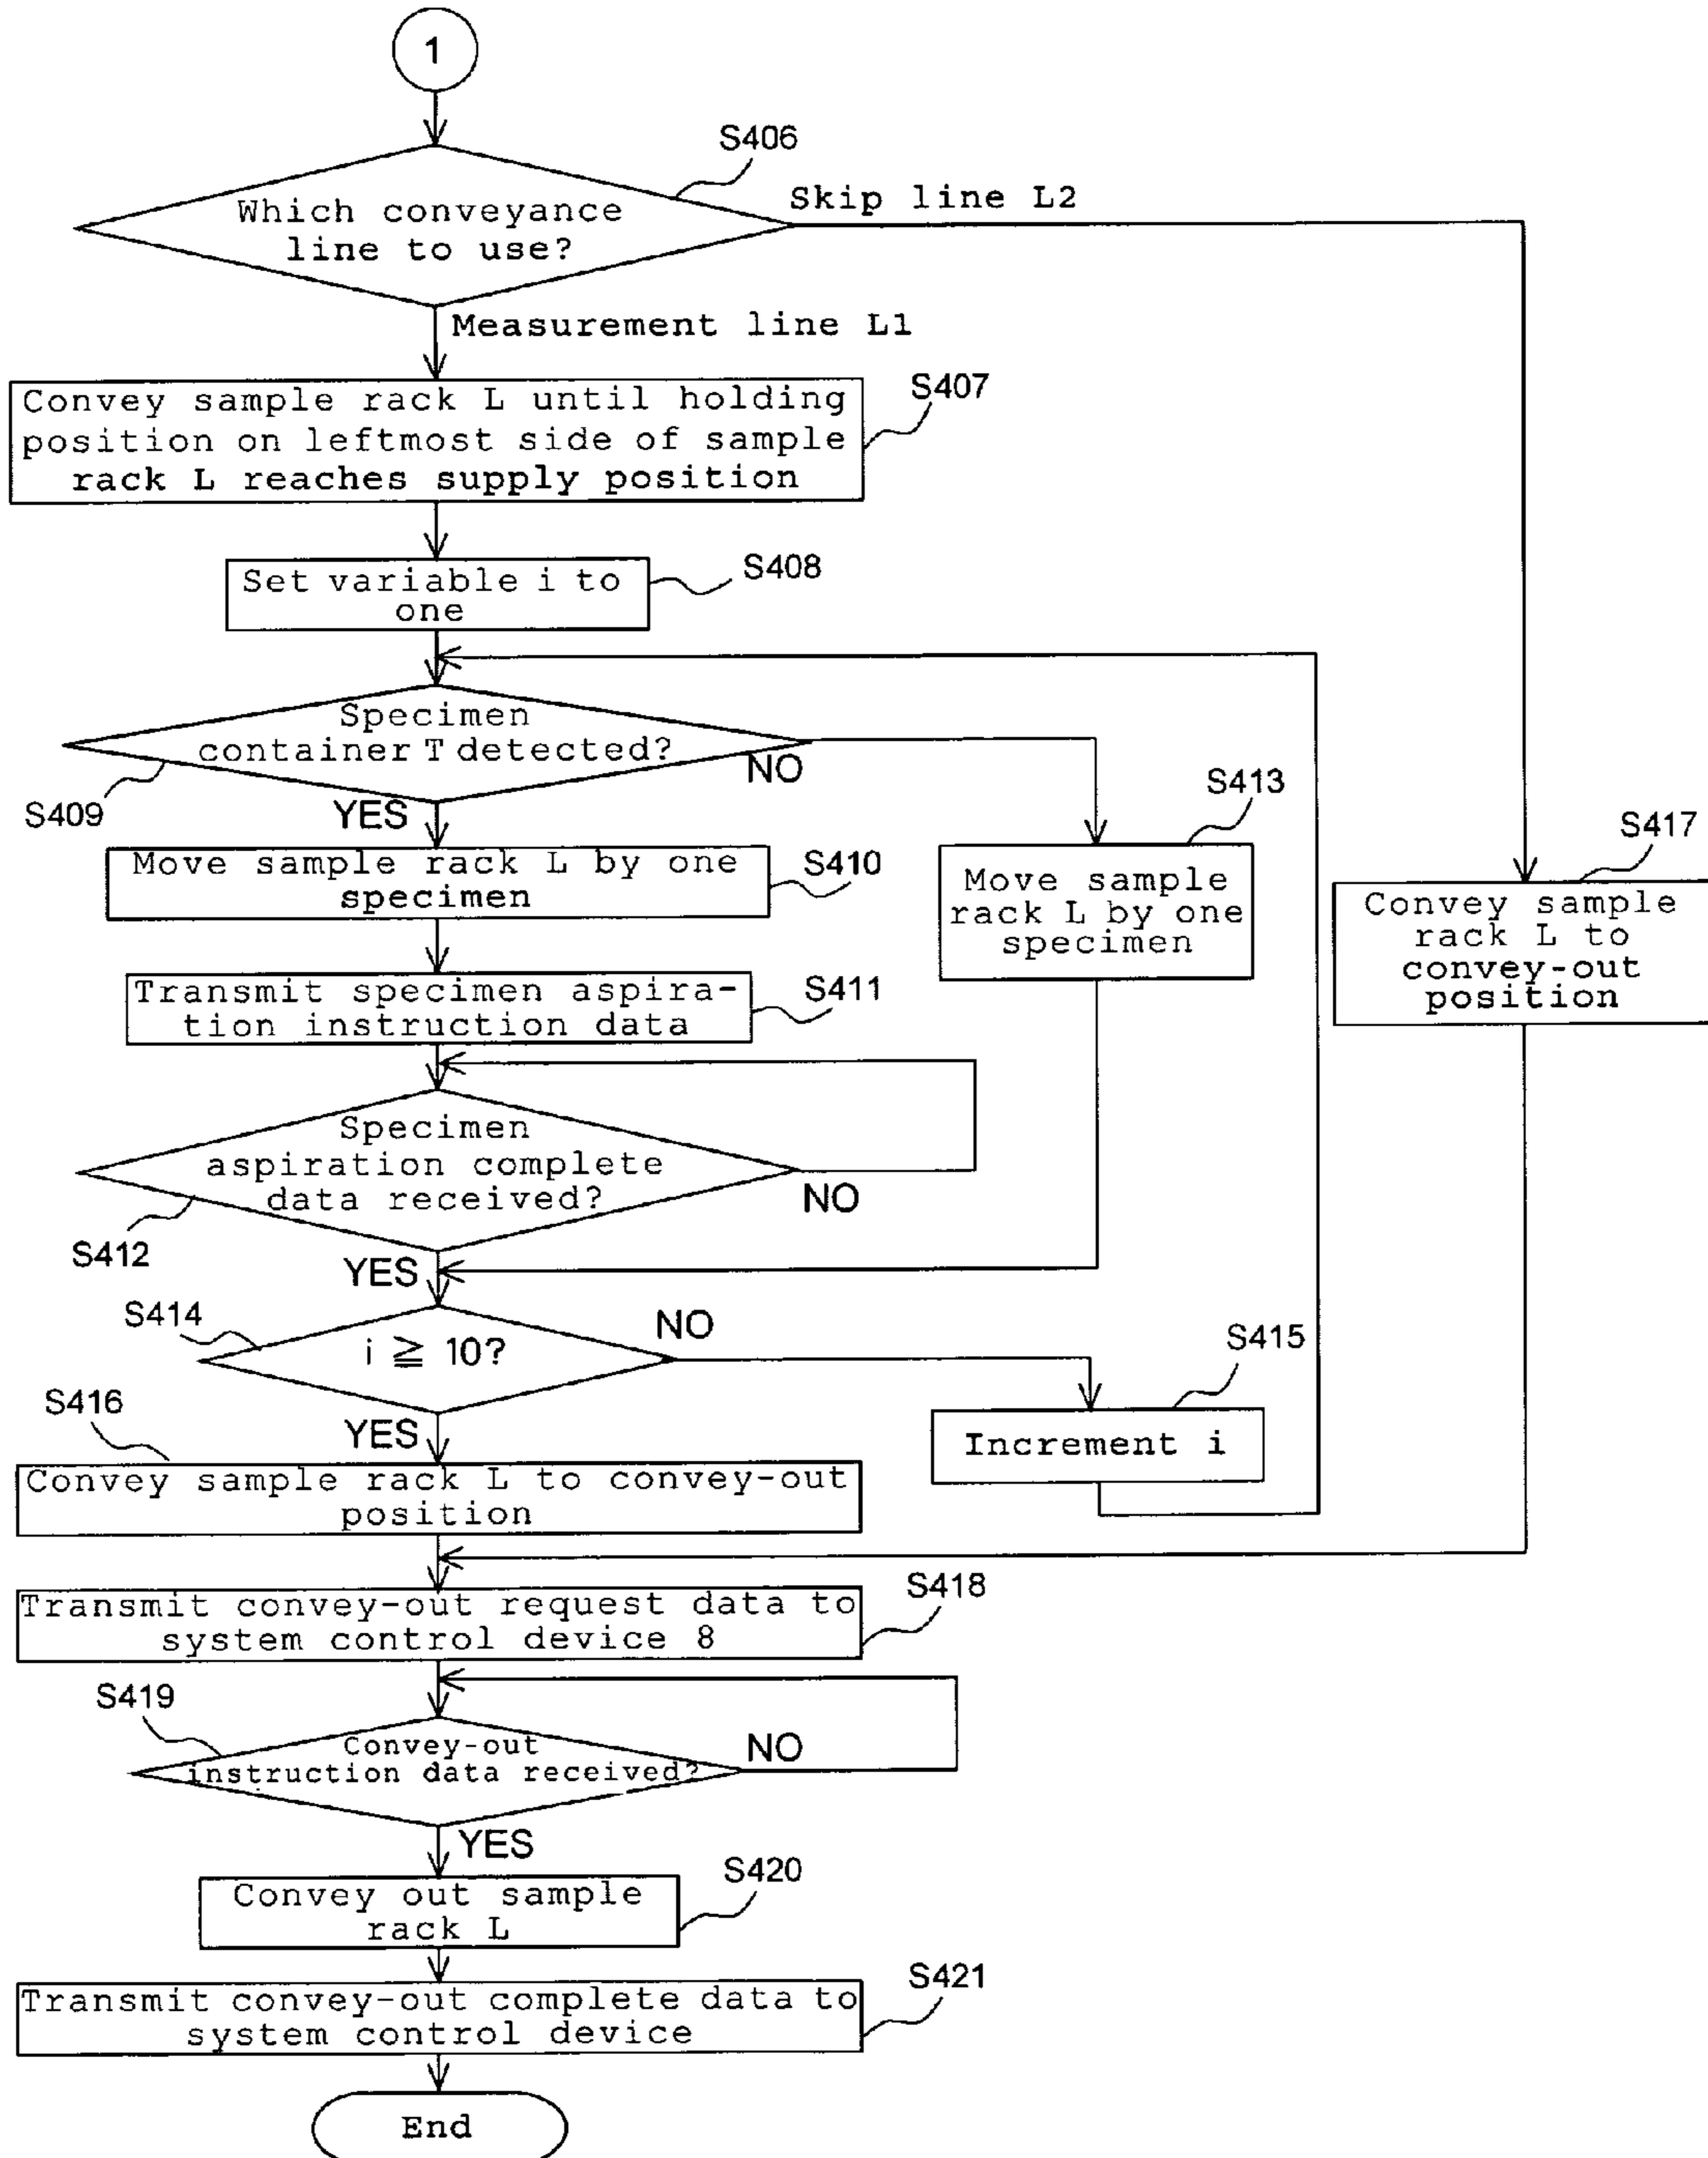 1
S406
Which conveyance
line to use?
Skip line L2
Measurement line L1
Convey sample rack L until holding
position on leftmost side of sample
rack L reaches supply position
S407
Set variable i to
one
S408
Specimen
container T detected?
NO
S409
YES
S413
Move sample rack L by one
specimen
S410
Move sample
rack L by one
specimen
S417
Convey sample
rack L to
convey-out
position
Transmit specimen aspira-
tion instruction data
S411
Specimen
aspiration complete
data received?
NO
S412
YES
S414
i ≧ 10?
NO
S415
Increment i
S416
YES
Convey sample rack L to convey-out
position
Transmit convey-out request data to
system control device 8
S418
S419
Convey-out
instruction data received?
NO
YES
Convey out sample
rack L
S420
Transmit convey-out complete data to
system control device
S421
End